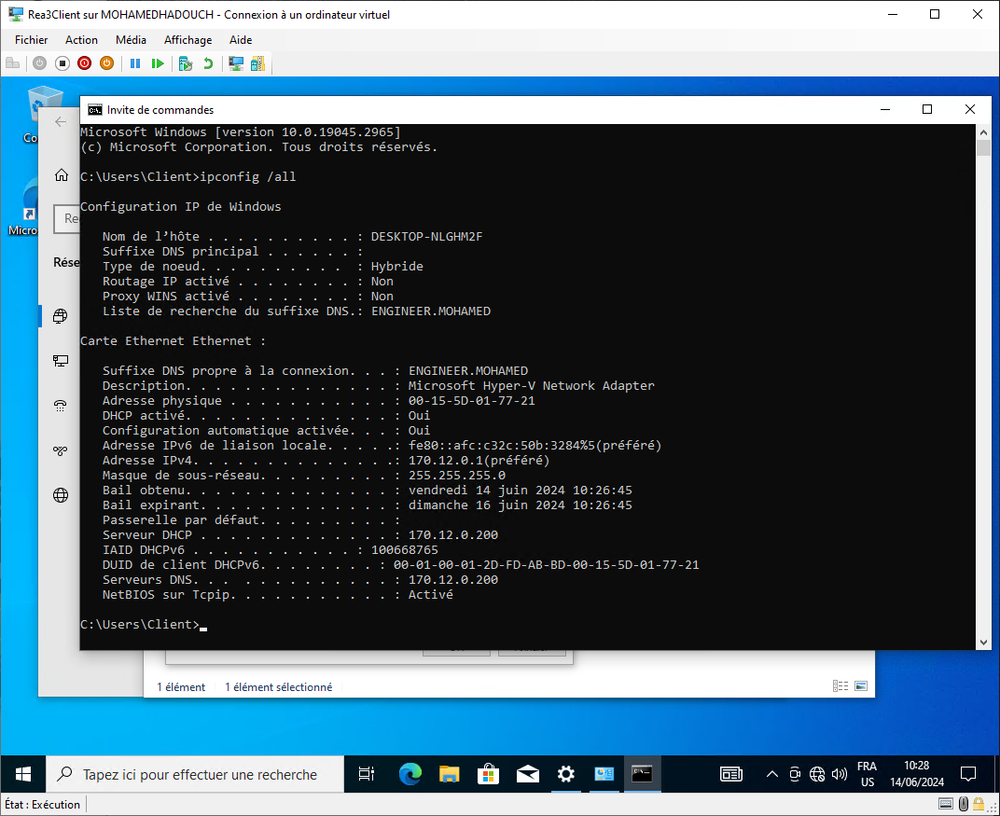 Rea3Client sur MOHAMEDHADOUCH - Connexion à un ordinateur virtuel
Fichier Action Média Affichage Aide
Invite de commandes
Microsoft Windows [version 10.0.19045.2965]
(c) Microsoft Corporation. Tous droits réservés.
C:\Users\Client>ipconfig /all
Configuration IP de Windows
Nom de l’hôte . . . . . . . . . . : DESKTOP-NLGHM2F
Suffixe DNS principal . . . . . . :
Type de noeud. . . . . . . . . . : Hybride
Routage IP activé . . . . . . . . : Non
Proxy WINS activé . . . . . . . . : Non
Liste de recherche du suffixe DNS.: ENGINEER.MOHAMED
Carte Ethernet Ethernet :
Suffixe DNS propre à la connexion. . . : ENGINEER.MOHAMED
Description. . . . . . . . . . . . . . : Microsoft Hyper-V Network Adapter
Adresse physique . . . . . . . . . . . : 00-15-5D-01-77-21
DHCP activé. . . . . . . . . . . . . . : Oui
Configuration automatique activée. . . : Oui
Adresse IPv6 de liaison locale. . . . .: fe80::afc:c32c:50b:3284%5(préféré)
Adresse IPv4. . . . . . . . . . . . . .: 170.12.0.1(préféré)
Masque de sous-réseau. . . . . . . . . : 255.255.255.0
Bail obtenu. . . . . . . . . . . . . . : vendredi 14 juin 2024 10:26:45
Bail expirant. . . . . . . . . . . . . : dimanche 16 juin 2024 10:26:45
Passerelle par défaut. . . . . . . . . :
Serveur DHCP . . . . . . . . . . . . . : 170.12.0.200
IAID DHCPv6 . . . . . . . . . . . : 100668765
DUID de client DHCPv6. . . . . . . . : 00-01-00-01-2D-FD-AB-BD-00-15-5D-01-77-21
Serveurs DNS. . . . . . . . . . . . . : 170.12.0.200
NetBIOS sur Tcpip. . . . . . . . . . . : Activé
C:\Users\Client>
Co
Micro
Re
Rése
1 élément 1 élément sélectionné
Tapez ici pour effectuer une recherche
FRA
US
10:28
14/06/2024
État : Exécution